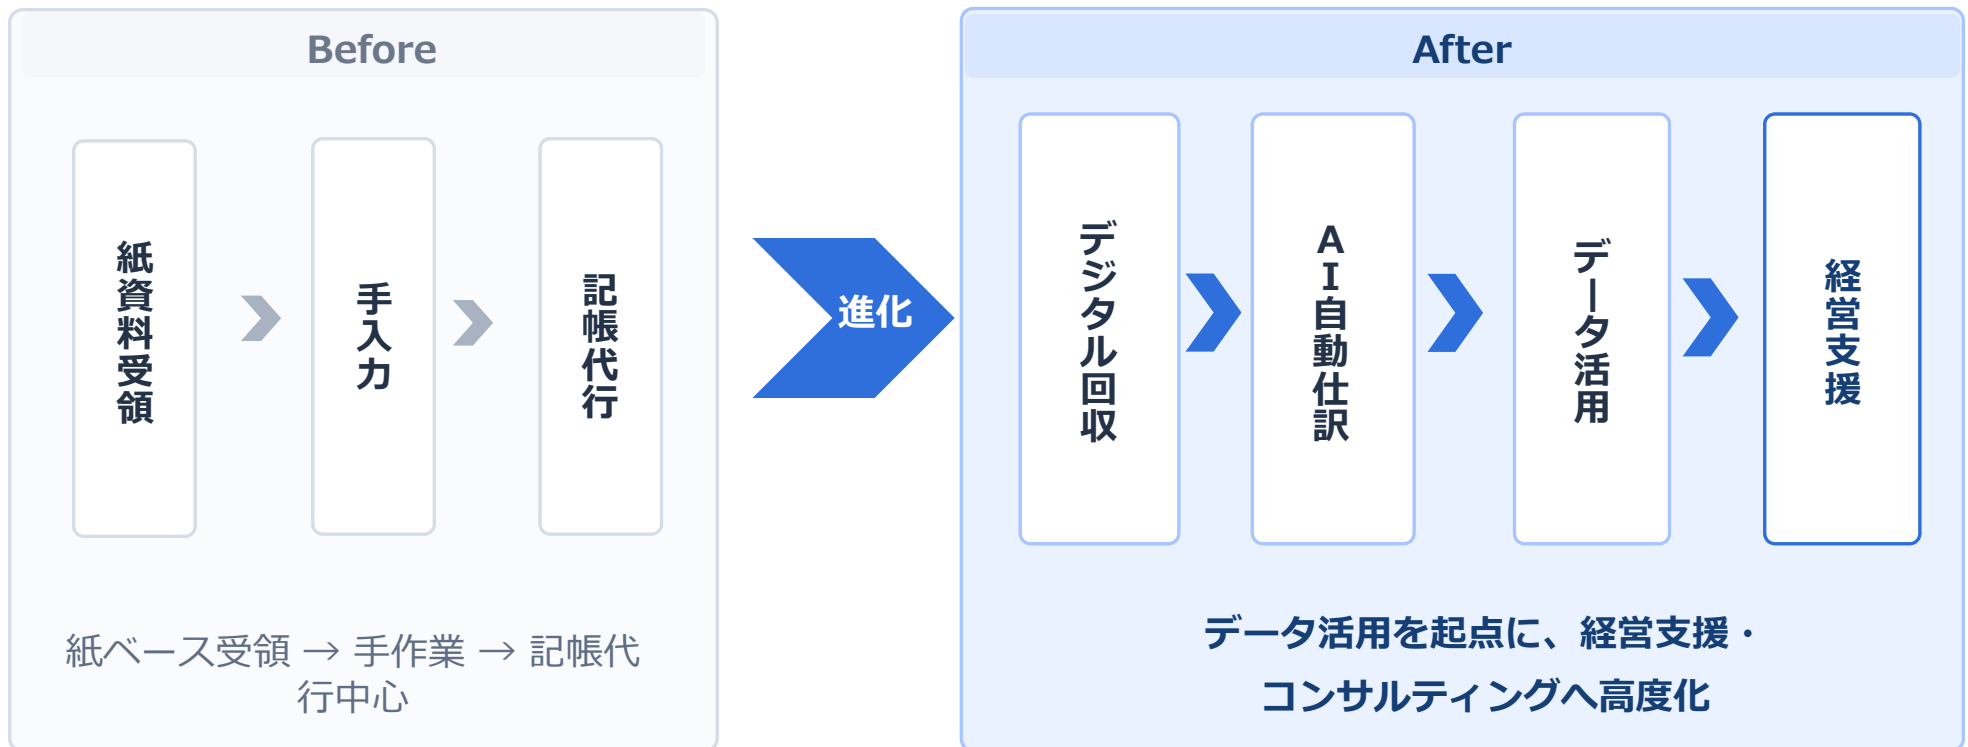 Before
紙資料受領
手入力
記帳代行
紙ベース受領 → 手作業 → 記帳代
行中心
進化
After
デジタル回収
AI自動仕訳
データ活用
経営支援
データ活用を起点に、経営支援・
コンサルティングへ高度化